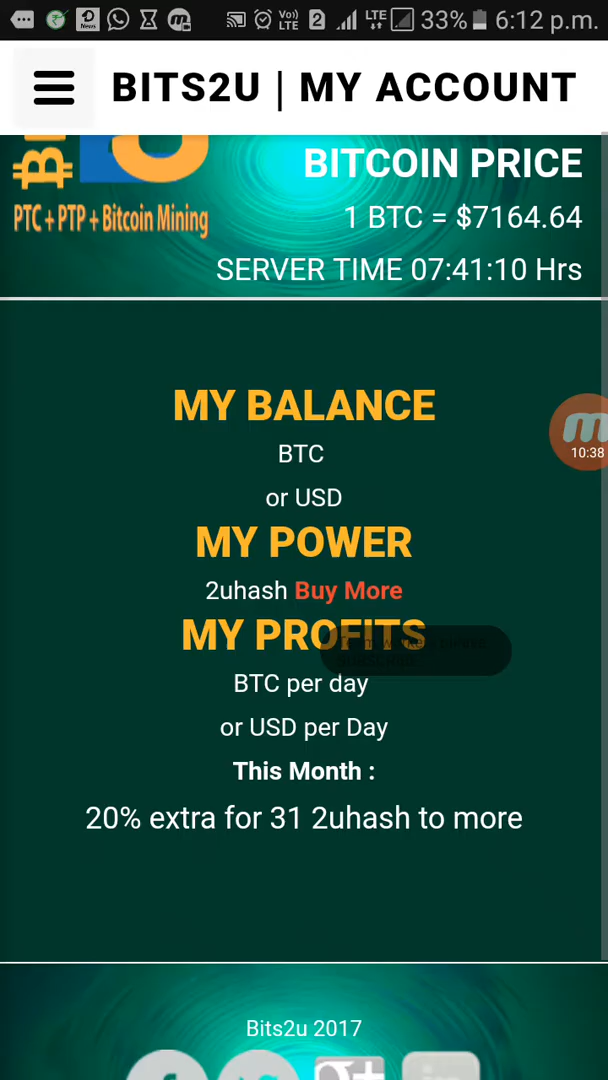 33% 6:12 p.m.
BITS2U | MY ACCOUNT
PTC + PTP + Bitcoin Mining
BITCOIN PRICE
1 BTC = $7164.64
SERVER TIME 07:41:10 Hrs
MY BALANCE
BTC
or USD
10:38
MY POWER
2uhash Buy More
MY PROFITS
BTC per day
or USD per Day
This Month :
20% extra for 31 2uhash to more
Bits2u 2017